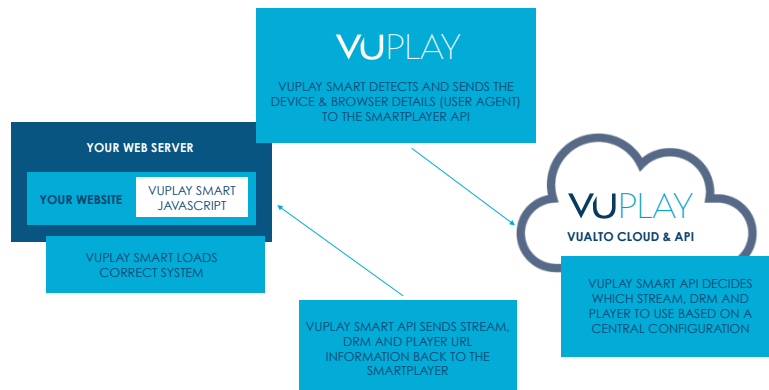 VUPLAY
VUPLAY SMART DETECTS AND SENDS THE
DEVICE & BROWSER DETAILS (USER AGENT)
TO THE SMARTPLAYER API
YOUR WEB SERVER
YOUR WEBSITE
VUPLAY SMART
JAVASCRIPT
VUPLAY SMART LOADS
CORRECT SYSTEM
VUPLAY
VUALTO CLOUD & API
VUPLAY SMART API DECIDES
WHICH STREAM, DRM AND
PLAYER TO USE BASED ON A
CENTRAL CONFIGURATION
VUPLAY SMART API SENDS STREAM,
DRM AND PLAYER URL
INFORMATION BACK TO THE
SMARTPLAYER